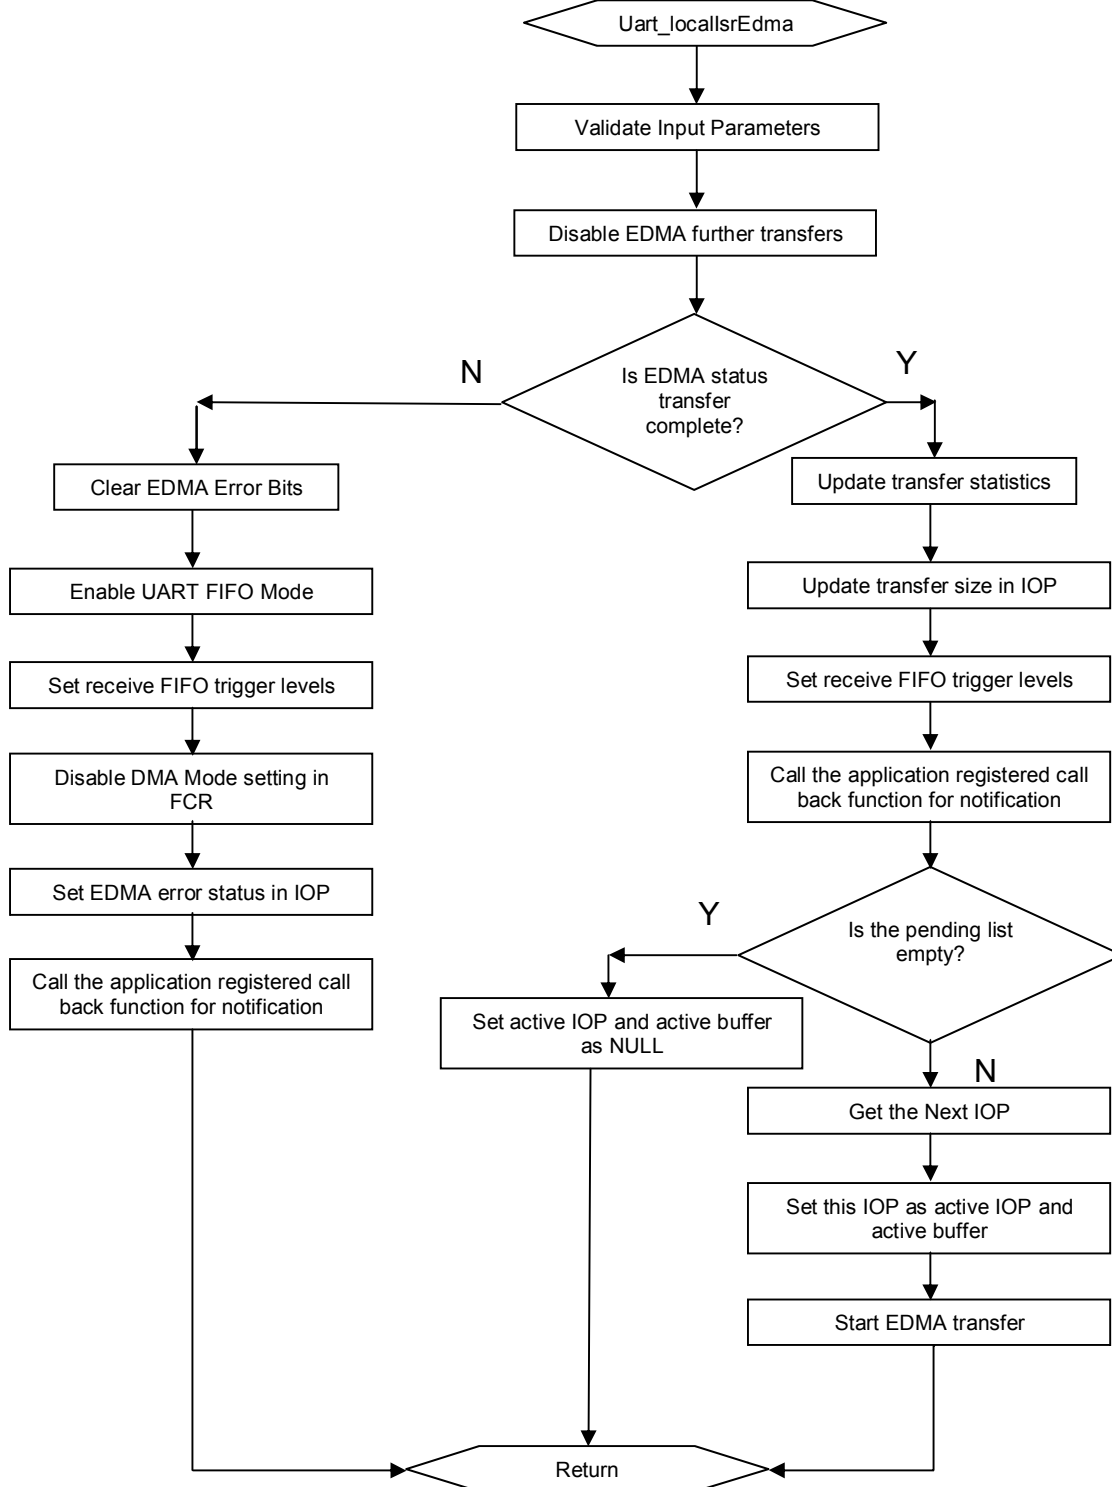 Uart_localIsrEdma
Validate Input Parameters
Disable EDMA further transfers
Is EDMA status
transfer
complete?
N
Y
Clear EDMA Error Bits
Enable UART FIFO Mode
Set receive FIFO trigger levels
Disable DMA Mode setting in
FCR
Set EDMA error status in IOP
Call the application registered call
back function for notification
Update transfer statistics
Update transfer size in IOP
Set receive FIFO trigger levels
Call the application registered call
back function for notification
Is the pending list
empty?
Y
Set active IOP and active buffer
as NULL
N
Get the Next IOP
Set this IOP as active IOP and
active buffer
Start EDMA transfer
Return